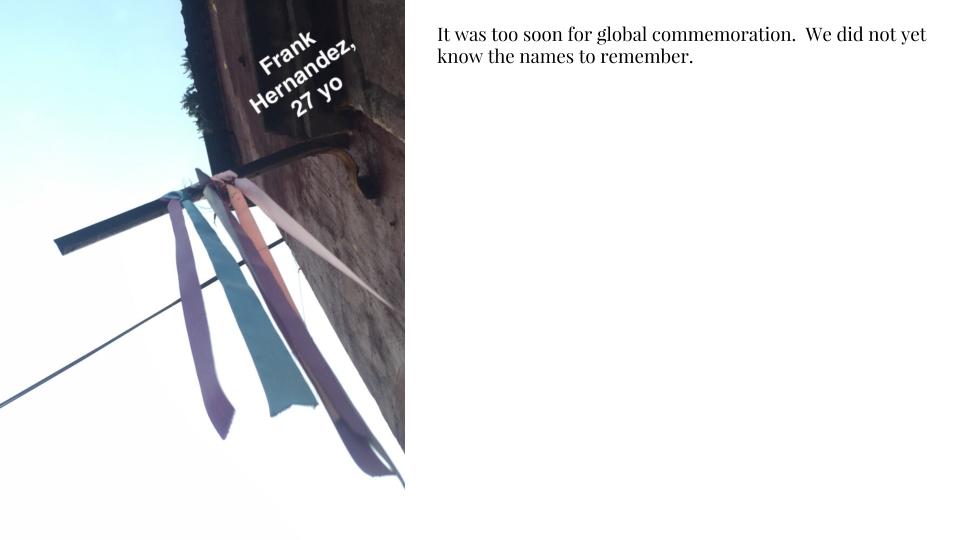 Frank
Hernandez,
27 yo
It was too soon for global commemoration.  We did not yet
know the names to remember.